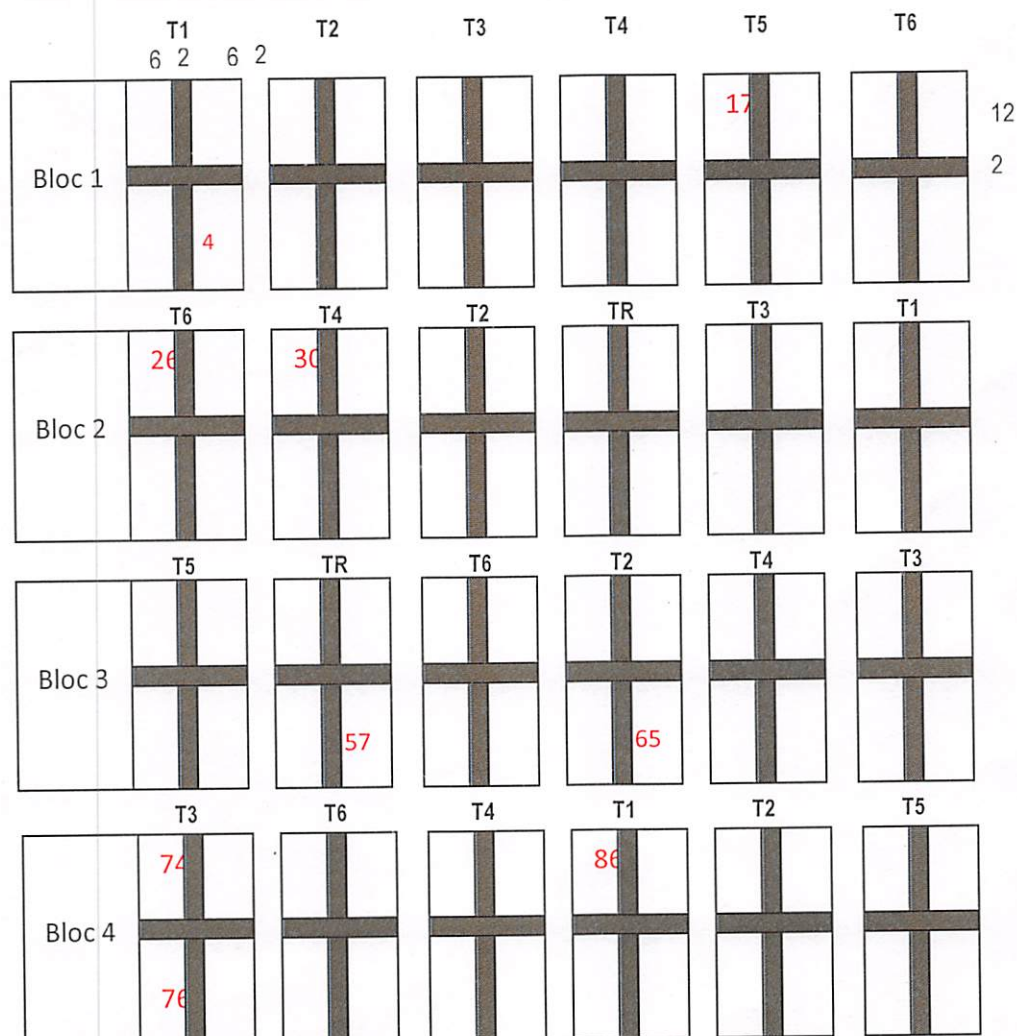 T1 T2 T3 T4 T5 T6
6 2 6 2
17 12
Bloc 1 2
4
T6 T4 T2 TR T3 T1
26 30
Bloc 2
T5 TR T6 T2 T4 T3
Bloc 3
57 65
T3 T6 T4 T1 T2 T5
74 86
Bloc 4
76